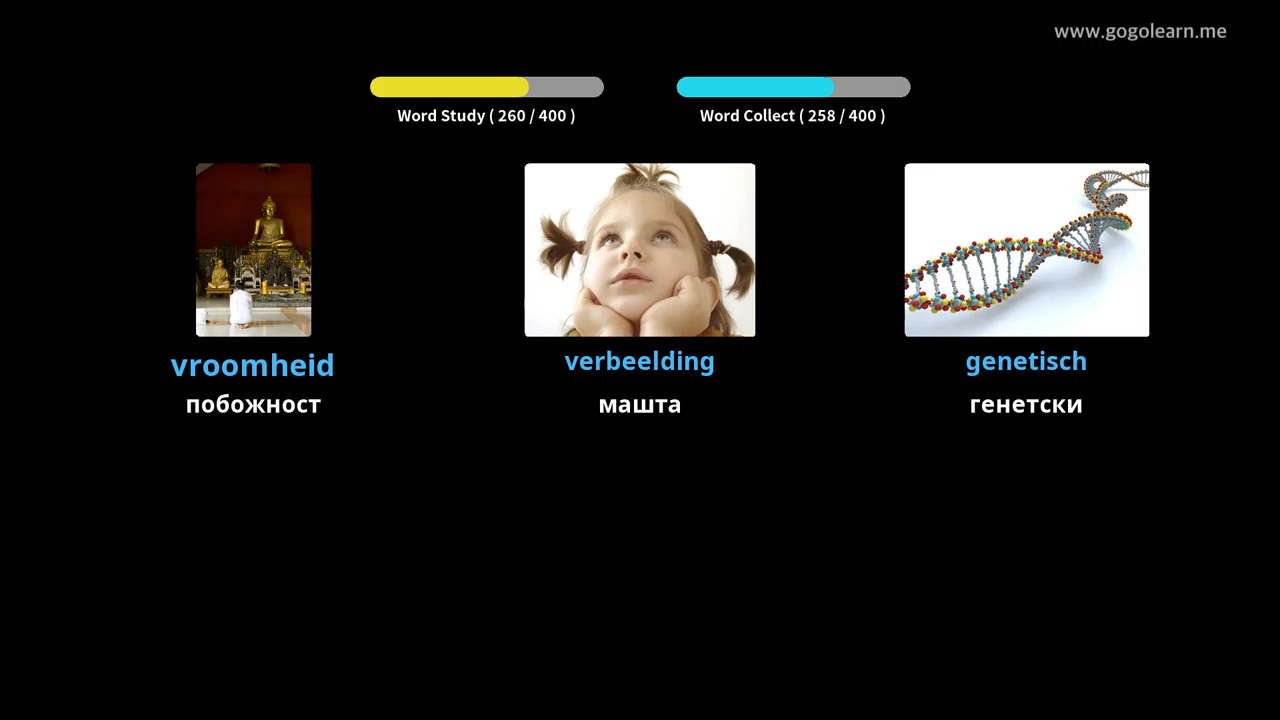 www.gogolearn.me
Word Study ( 260 / 400 )
Word Collect ( 258 / 400 )
vroomheid
verbeelding
genetisch
побожност
машта
генетски